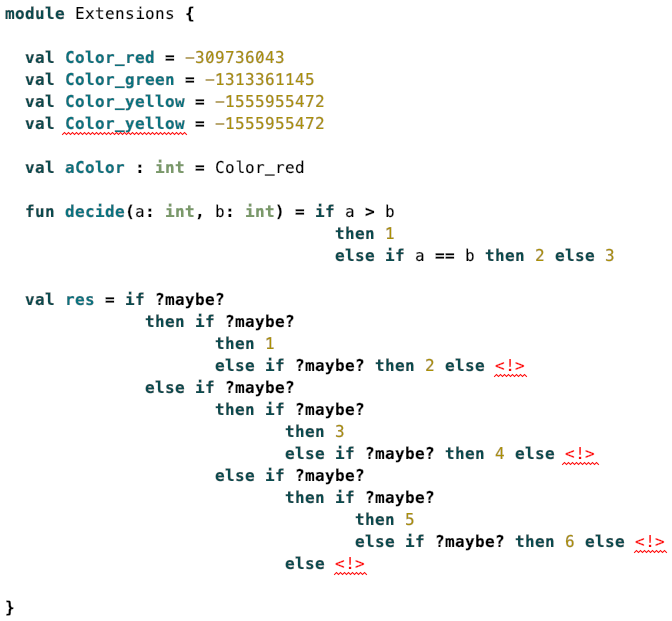 module Extensions {
val Color_red = -309736043
val Color_green = -1313361145
val Color_yellow = -1555955472
val Color_yellow = -1555955472
val aColor : int = Color_red
fun decide(a: int, b: int) = if a > b
then 1
else if a == b then 2 else 3
val res = if ?maybe?
then if ?maybe?
then 1
else if ?maybe? then 2 else <!>
else if ?maybe?
then if ?maybe?
then 3
else if ?maybe? then 4 else <!>
else if ?maybe?
then if ?maybe?
then 5
else if ?maybe? then 6 else <!>
else <!>
}